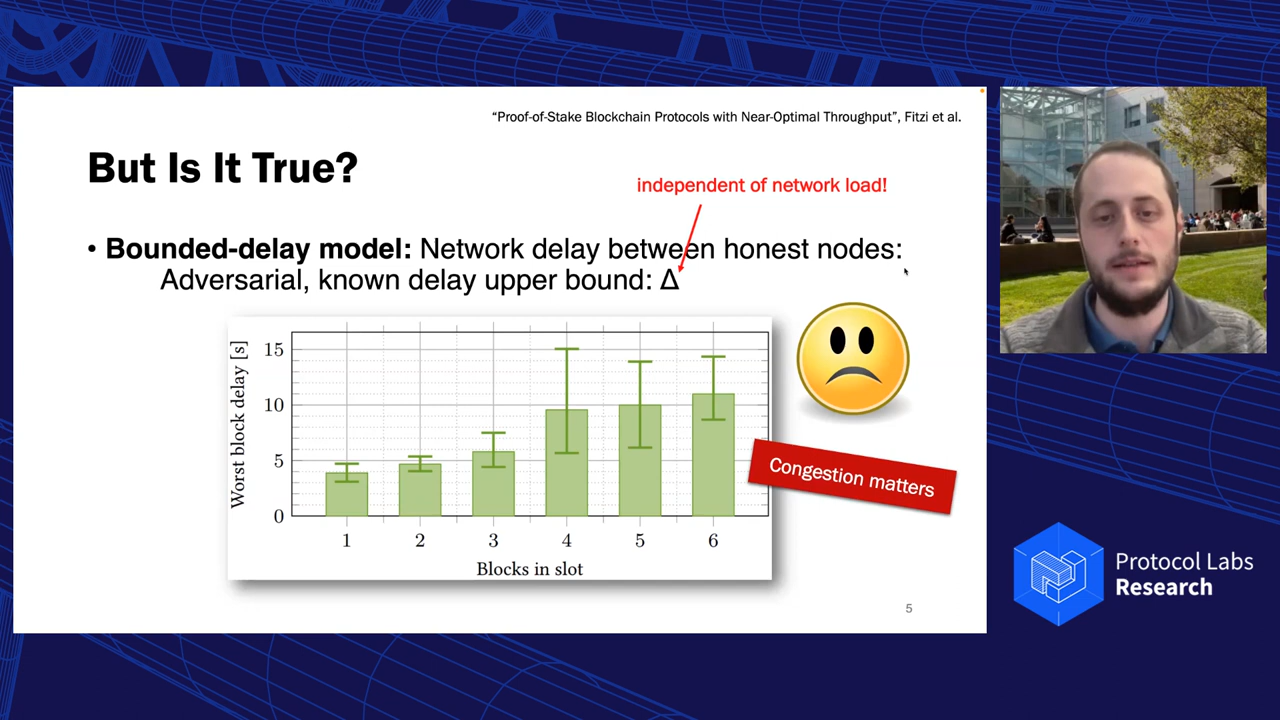 “Proof-of-Stake Blockchain Protocols with Near-Optimal Throughput”, Fitzi et al.
But Is It True?
independent of network load!
• Bounded-delay model: Network delay between honest nodes:
Adversarial, known delay upper bound: Δ
Worst block delay [s]
15
10
5
0
1 2 3 4 5 6
Blocks in slot
Congestion matters
5
Protocol Labs
Research